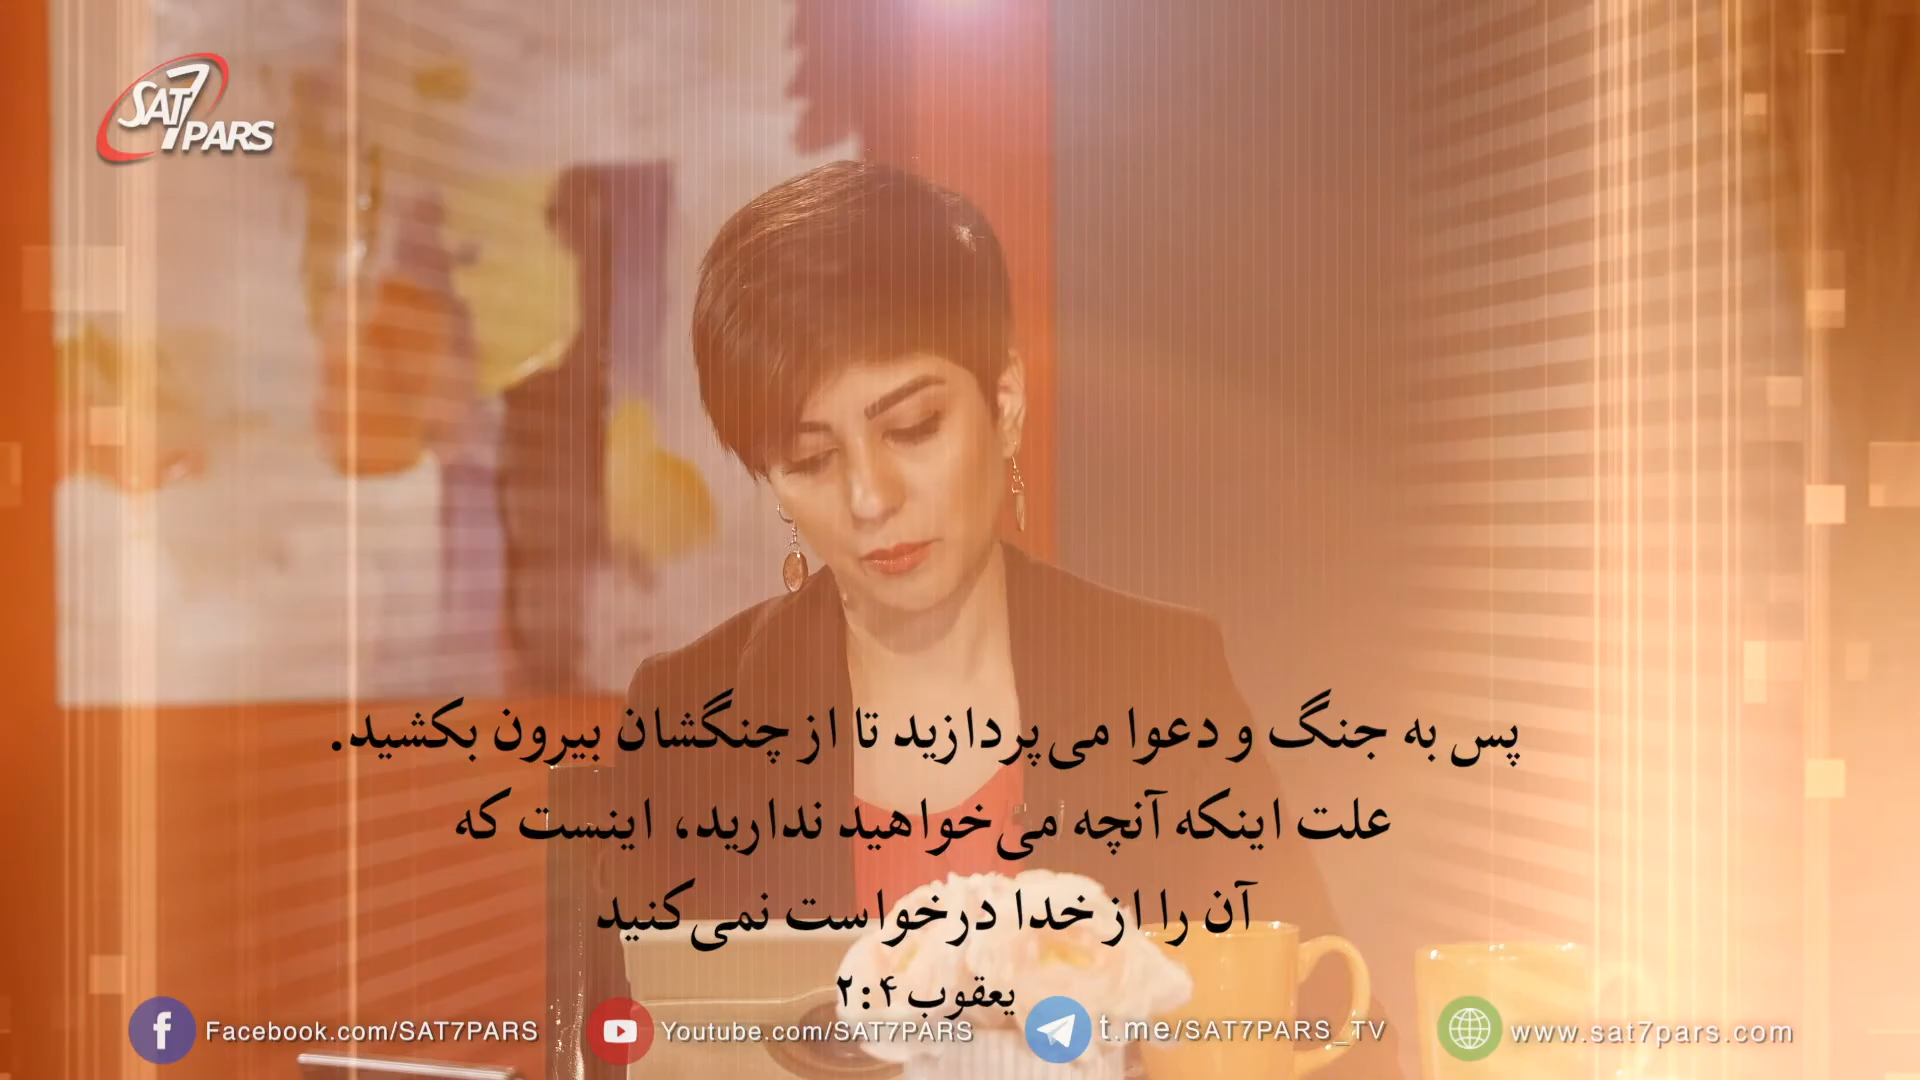 SAT7 PARS
پس به جنگ و دعوا می‌پردازید تا از چنگشان بیرون بکشید.
علت اینکه آنچه می‌خواهید ندارید، اینست که
آن را از خدا درخواست نمی‌کنید
یعقوب ۲:۴
Facebook.com/SAT7PARS Youtube.com/SAT7PARS t.me/SAT7PARS_TV www.sat7pars.com